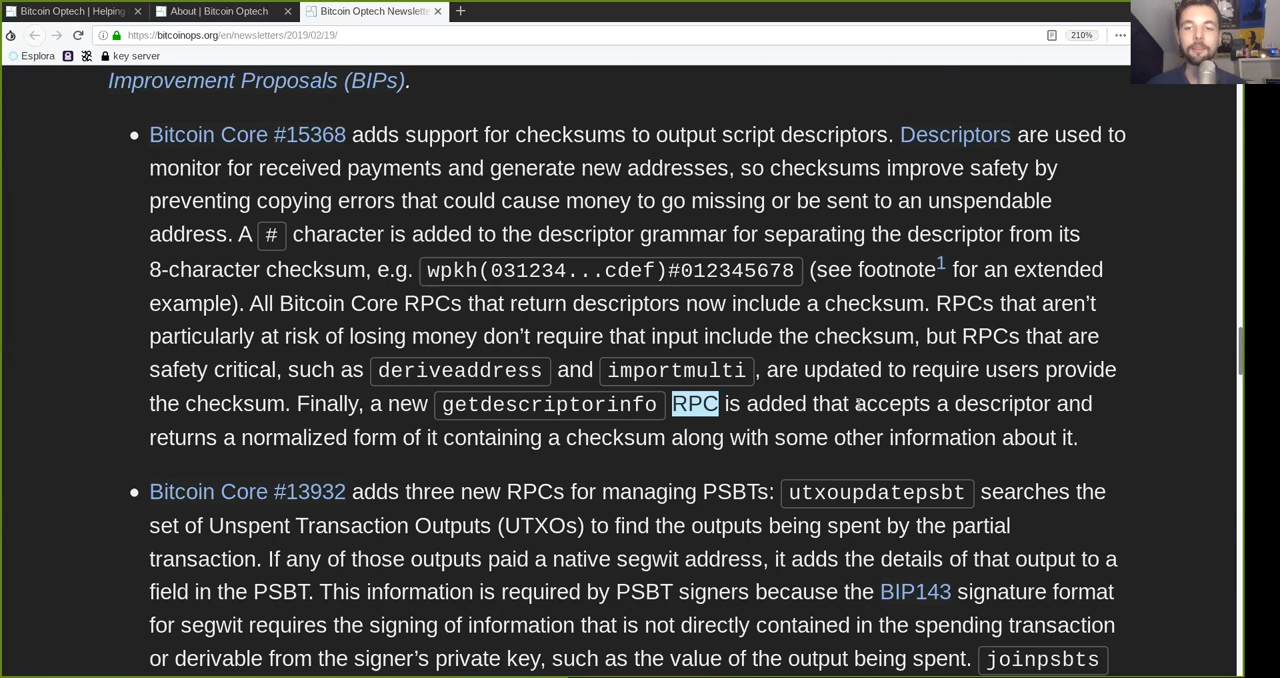 Bitcoin Optech | Helping
About | Bitcoin Optech
Bitcoin Optech Newslette
https://bitcoinops.org/en/newsletters/2019/02/19/
210%
Esplora
key server
Improvement Proposals (BIPs).
Bitcoin Core #15368 adds support for checksums to output script descriptors. Descriptors are used to
monitor for received payments and generate new addresses, so checksums improve safety by
preventing copying errors that could cause money to go missing or be sent to an unspendable
address. A # character is added to the descriptor grammar for separating the descriptor from its
8-character checksum, e.g. wpkh(031234...cdef)#012345678 (see footnote1 for an extended
example). All Bitcoin Core RPCs that return descriptors now include a checksum. RPCs that aren’t
particularly at risk of losing money don’t require that input include the checksum, but RPCs that are
safety critical, such as deriveaddress and importmulti, are updated to require users provide
the checksum. Finally, a new getdescriptorinfo RPC is added that accepts a descriptor and
returns a normalized form of it containing a checksum along with some other information about it.
Bitcoin Core #13932 adds three new RPCs for managing PSBTs: utxoupdatepsbt searches the
set of Unspent Transaction Outputs (UTXOs) to find the outputs being spent by the partial
transaction. If any of those outputs paid a native segwit address, it adds the details of that output to a
field in the PSBT. This information is required by PSBT signers because the BIP143 signature format
for segwit requires the signing of information that is not directly contained in the spending transaction
or derivable from the signer’s private key, such as the value of the output being spent. joinpsbts